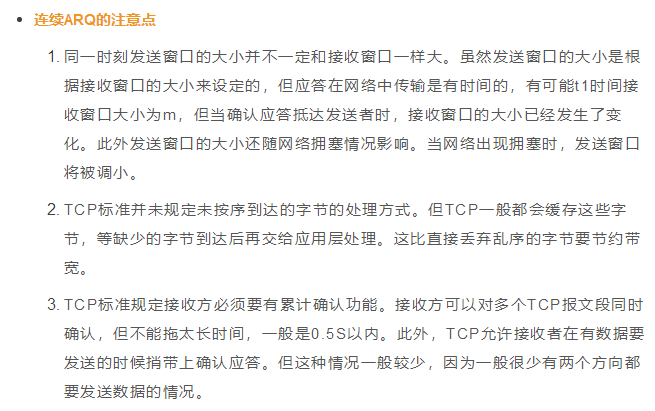 连续ARQ的注意点
1. 同一时刻发送窗口的大小并不一定和接收窗口一样大。虽然发送窗口的大小是根
据接收窗口的大小来设定的，但应答在网络中传输是有时间的，有可能t1时间接
收窗口大小为m，但当确认应答抵达发送者时，接收窗口的大小已经发生了变
化。此外发送窗口的大小还随网络拥塞情况影响。当网络出现拥塞时，发送窗口
将被调小。
2. TCP标准并未规定未按序到达的字节的处理方式。但TCP一般都会缓存这些字
节，等缺少的字节到达后再交给应用层处理。这比直接丢弃乱序的字节要节约带
宽。
3. TCP标准规定接收方必须要有累计确认功能。接收方可以对多个TCP报文段同时
确认，但不能拖太长时间，一般是0.5S以内。此外，TCP允许接收者在有数据要
发送的时候捎带上确认应答。但这种情况一般较少，因为一般很少有两个方向都
要发送数据的情况。